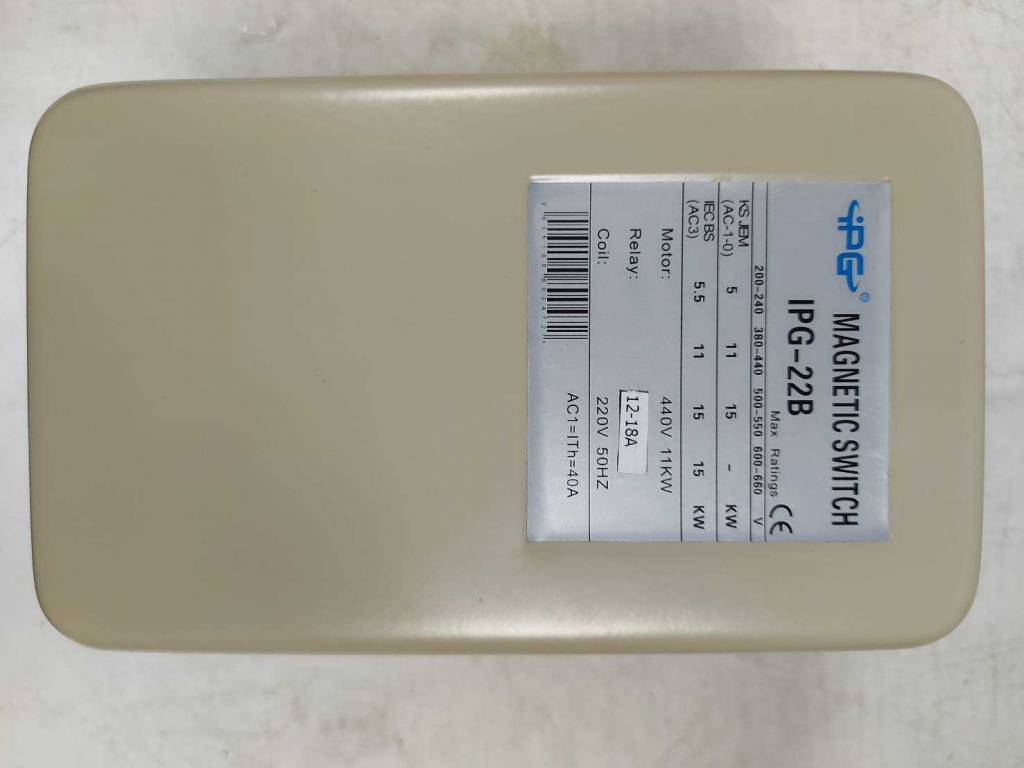 iPG® MAGNETIC SWITCH
IPG-22B CE
Max Ratings
200-240 380-440 500-550 600-660 V
KS JEM
(AC-1-0) 5 11 15 - KW
IEC BS
(AC3) 5.5 11 15 15 KW
Motor: 440V 11KW
Relay: 12-18A
Coil: 220V 50HZ
AC1=ITh=40A